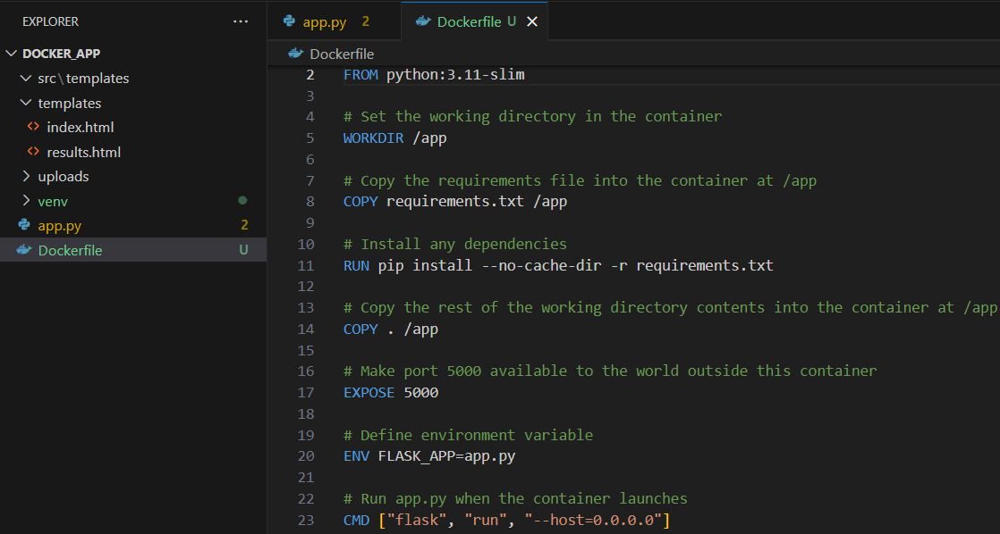 EXPLORER ...
DOCKER_APP
src\templates
templates
index.html
results.html
uploads
venv
app.py 2
Dockerfile U
app.py 2 Dockerfile U
Dockerfile
2 FROM python:3.11-slim
3
4 # Set the working directory in the container
5 WORKDIR /app
6
7 # Copy the requirements file into the container at /app
8 COPY requirements.txt /app
9
10 # Install any dependencies
11 RUN pip install --no-cache-dir -r requirements.txt
12
13 # Copy the rest of the working directory contents into the container at /app
14 COPY . /app
15
16 # Make port 5000 available to the world outside this container
17 EXPOSE 5000
18
19 # Define environment variable
20 ENV FLASK_APP=app.py
21
22 # Run app.py when the container launches
23 CMD ["flask", "run", "--host=0.0.0.0"]